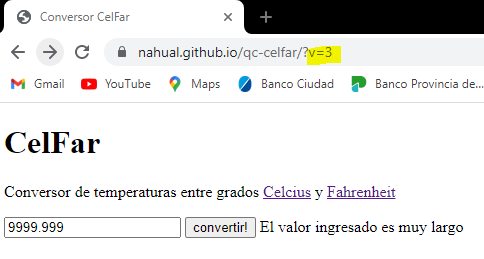 Conversor CelFar
nahual.github.io/qc-celfar/?v=3
Gmail YouTube Maps Banco Ciudad Banco Provincia de...
CelFar
Conversor de temperaturas entre grados Celcius y Fahrenheit
9999.999 convertir! El valor ingresado es muy largo